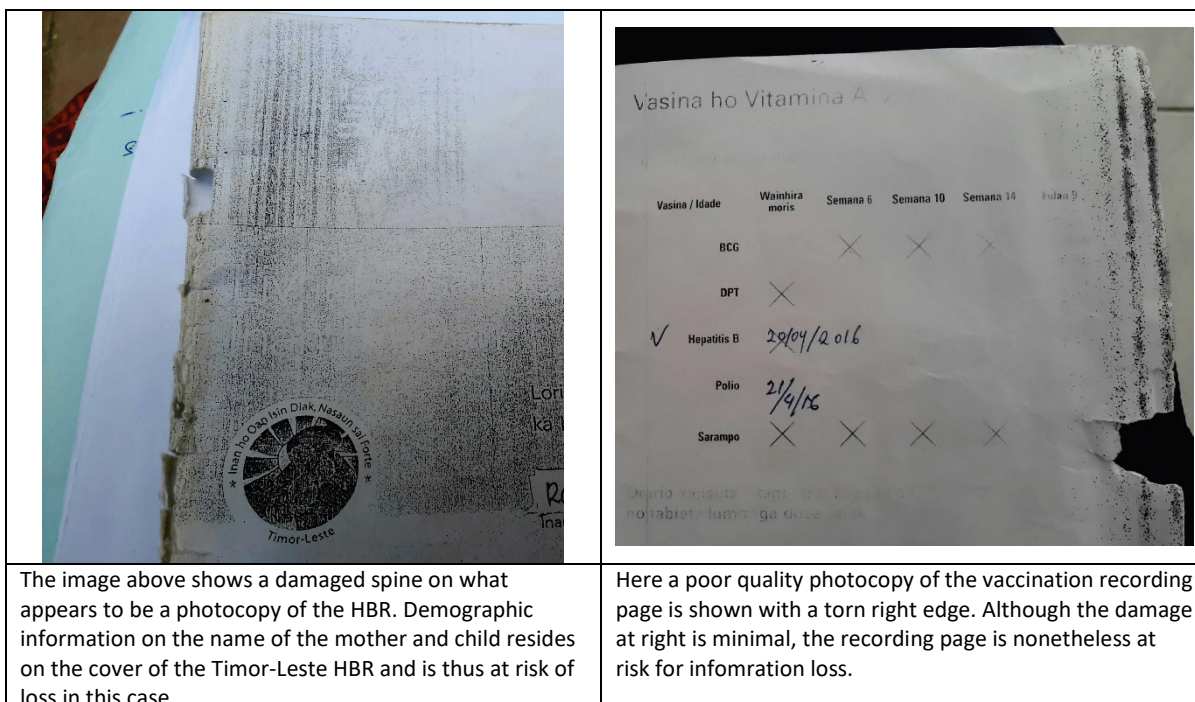 * Inan ho Oan Isin Diak, Nasaun sai Forte *
Timor-Leste
Vasina ho Vitamina A
Vasina / Idade Wainhira moris Semana 6 Semana 10 Semana 14 Fulan 9
BCG
DPT
✓ Hepatitis B 20/04/2016
Polio 21/4/16
Sarampo
The image above shows a damaged spine on what
appears to be a photocopy of the HBR. Demographic
information on the name of the mother and child resides
on the cover of the Timor-Leste HBR and is thus at risk of
loss in this case.
Here a poor quality photocopy of the vaccination recording
page is shown with a torn right edge. Although the damage
at right is minimal, the recording page is nonetheless at
risk for infomration loss.